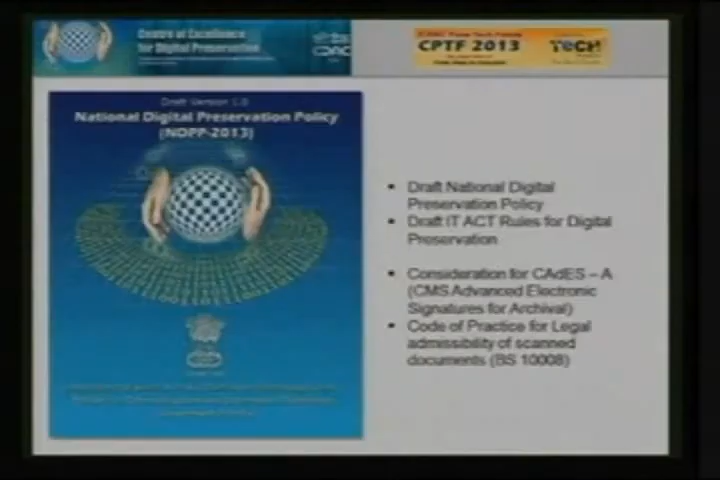 Centre of Excellence
for Digital Preservation
CDAC
CPTF 2013
TECH
Draft Version 1.0
National Digital Preservation Policy
(NDPP-2013)
• Draft National Digital
Preservation Policy
• Draft IT ACT Rules for Digital
Preservation
• Consideration for CAdES – A
(CMS Advanced Electronic
Signatures for Archival)
• Code of Practice for Legal
admissibility of scanned
documents (BS 10008)